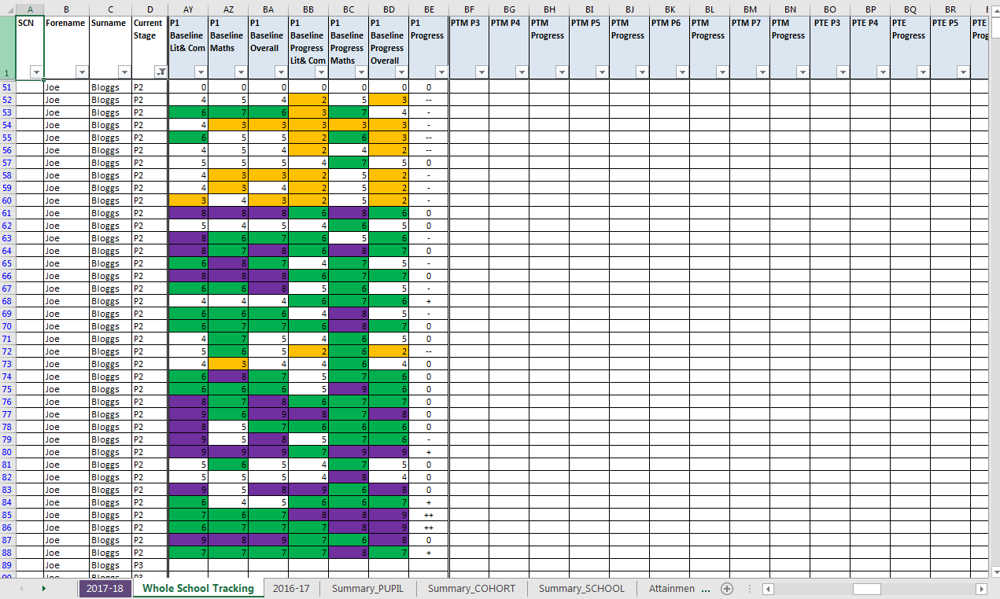 A B C D AY AZ BA BB BC BD BE BF BG BH BI BJ BK BL BM BN BO BP BQ BR
SCN Forename Surname Current P1 P1 P1 P1 P1 P1 P1 PTM P3 PTM P4 PTM PTM P5 PTM PTM P6 PTM PTM P7 PTM PTE P3 PTE P4 PTE PTE P5 PTE
Stage Baseline Baseline Baseline Baseline Baseline Baseline Progress Progress Progress Progress Progress Progress Prog
Lit& Com Maths Overall Progress Progress Progress
Lit& Com Maths Overall
1
51 Joe Bloggs P2 0 0 0 0 0 0 0
52 Joe Bloggs P2 4 5 4 2 5 3 --
53 Joe Bloggs P2 6 7 6 3 7 4 -
54 Joe Bloggs P2 4 3 3 3 3 3 -
55 Joe Bloggs P2 6 5 5 2 6 3 --
56 Joe Bloggs P2 4 5 4 2 4 2 --
57 Joe Bloggs P2 5 5 5 4 7 5 0
58 Joe Bloggs P2 4 3 3 2 5 2 -
59 Joe Bloggs P2 4 3 4 2 5 2 -
60 Joe Bloggs P2 3 4 3 2 5 2 -
61 Joe Bloggs P2 8 8 8 6 8 6 0
62 Joe Bloggs P2 5 4 5 4 6 5 0
63 Joe Bloggs P2 8 6 7 6 5 6 -
64 Joe Bloggs P2 8 7 8 6 8 7 0
65 Joe Bloggs P2 6 8 7 4 7 5 -
66 Joe Bloggs P2 8 8 8 6 7 7 0
67 Joe Bloggs P2 6 6 8 5 6 5 -
68 Joe Bloggs P2 4 4 4 6 7 6 +
69 Joe Bloggs P2 6 6 6 4 8 5 -
70 Joe Bloggs P2 6 7 7 6 8 7 0
71 Joe Bloggs P2 4 7 5 4 6 5 0
72 Joe Bloggs P2 5 6 5 2 6 2 --
73 Joe Bloggs P2 4 3 4 4 6 4 0
74 Joe Bloggs P2 6 8 7 5 7 6 0
75 Joe Bloggs P2 6 6 6 5 9 6 0
76 Joe Bloggs P2 8 7 8 6 7 7 0
77 Joe Bloggs P2 9 6 9 8 7 8 0
78 Joe Bloggs P2 8 5 7 6 6 6 0
79 Joe Bloggs P2 9 5 8 5 7 6 -
80 Joe Bloggs P2 9 9 9 7 9 9 +
81 Joe Bloggs P2 5 6 5 4 7 5 0
82 Joe Bloggs P2 5 5 5 4 8 4 0
83 Joe Bloggs P2 9 5 8 9 6 8 0
84 Joe Bloggs P2 6 4 5 6 6 7 +
85 Joe Bloggs P2 7 6 7 8 8 9 ++
86 Joe Bloggs P2 6 7 7 7 8 9 ++
87 Joe Bloggs P2 9 8 9 7 6 8 0
88 Joe Bloggs P2 7 7 7 7 8 7 +
89 Joe Bloggs P3
2017-18 Whole School Tracking 2016-17 Summary_PUPIL Summary_COHORT Summary_SCHOOL Attainmen ...